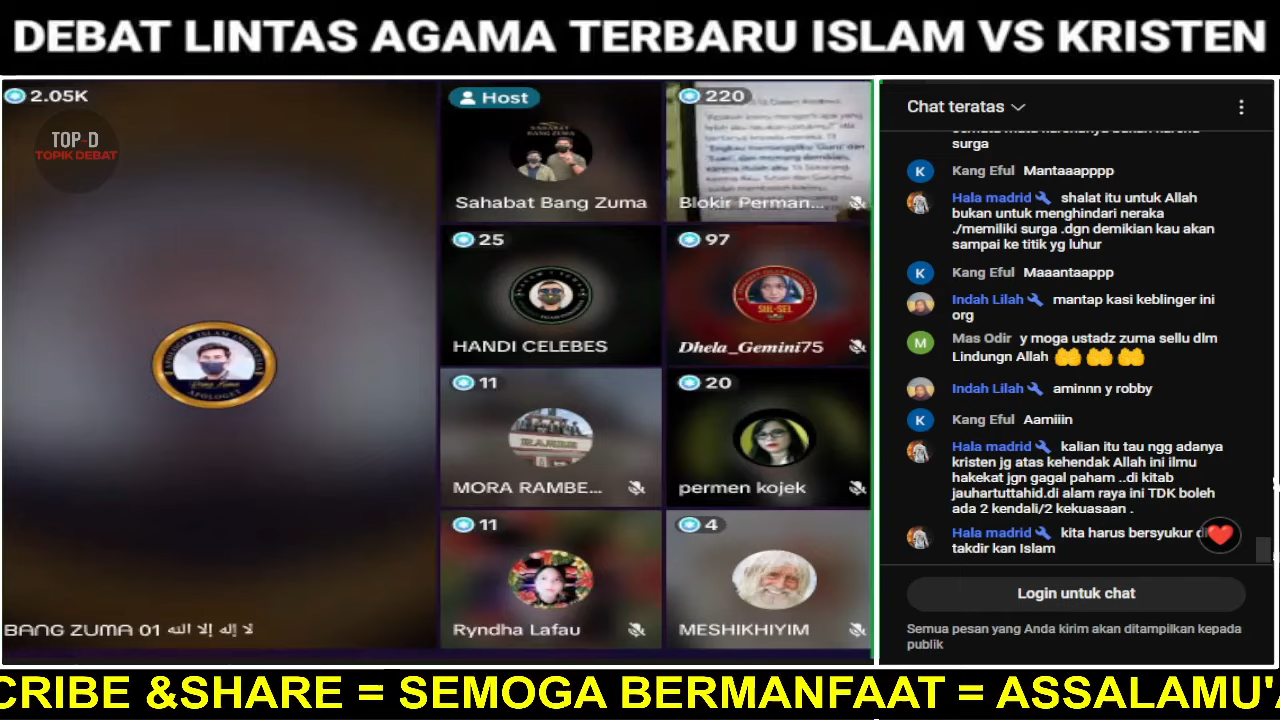 DEBAT LINTAS AGAMA TERBARU ISLAM VS KRISTEN
2.05K
TOP-D
TOPIK DEBAT
BANG ZUMA 01 لا إله إلا الله
Host
SAHABAT BANG ZUMA
Sahabat Bang Zuma
220
Blokir Perman...
25
HANDI CELEBES
97
SUL-SEL
Dhela_Gemini75
11
MORA RAMBE...
20
permen kojek
11
Ryndha Lafau
4
MESHIKHIYIM
Chat teratas
surga
K Kang Eful Mantaaapppp
Hala madrid shalat itu untuk Allah
bukan untuk menghindari neraka
./memiliki surga .dgn demikian kau akan
sampai ke titik yg luhur
K Kang Eful Maaantaappp
Indah Lilah mantap kasi keblinger ini
org
M Mas Odir y moga ustadz zuma sellu dlm
Lindungn Allah 🤲 🤲 🤲
Indah Lilah aminnn y robby
K Kang Eful Aamiiin
Hala madrid kalian itu tau ngg adanya
kristen jg atas kehendak Allah ini ilmu
hakekat jgn gagal paham ..di kitab
jauhartuttahid.di alam raya ini TDK boleh
ada 2 kendali/2 kekuasaan .
Hala madrid kita harus bersyukur
takdir kan Islam
Login untuk chat
Semua pesan yang Anda kirim akan ditampilkan kepada
publik
CRIBE &SHARE = SEMOGA BERMANFAAT = ASSALAMU'